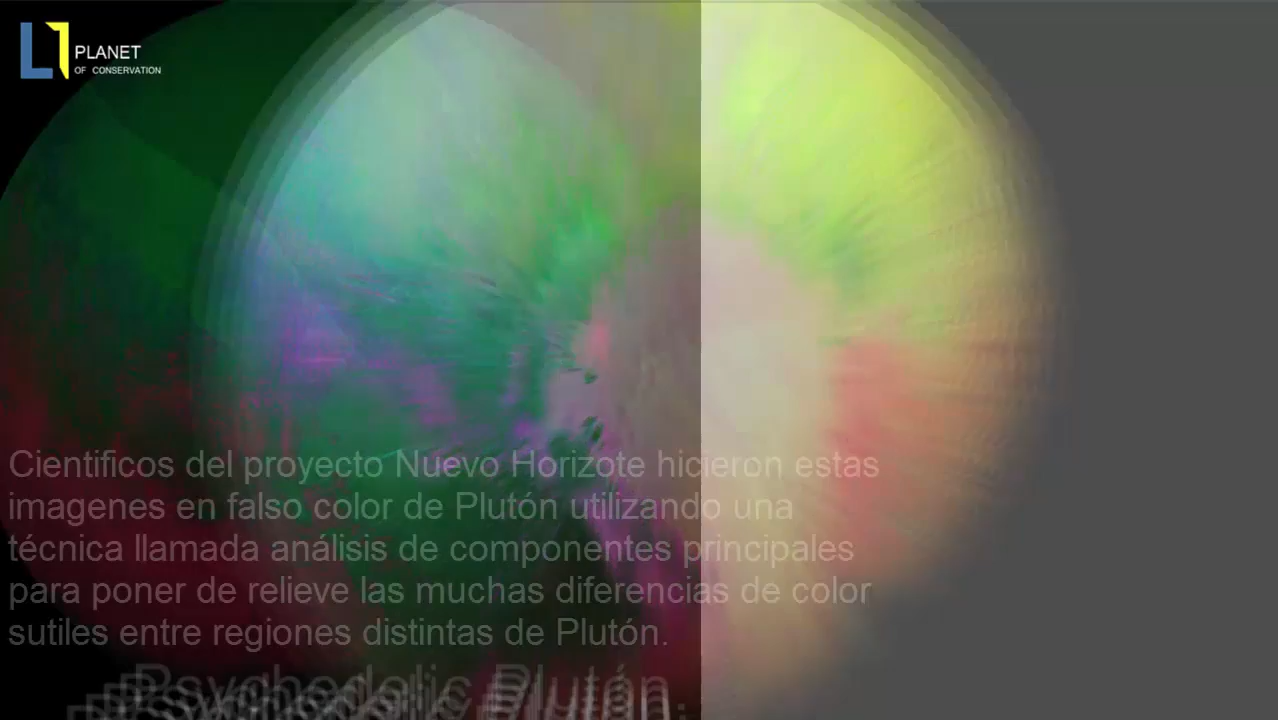 PLANET
OF CONSERVATION
Cientificos del proyecto Nuevo Horizote hicieron estas
imagenes en falso color de Plutón utilizando una
técnica llamada análisis de componentes principales
para poner de relieve las muchas diferencias de color
sutiles entre regiones distintas de Plutón.
Psychedelic Plutón